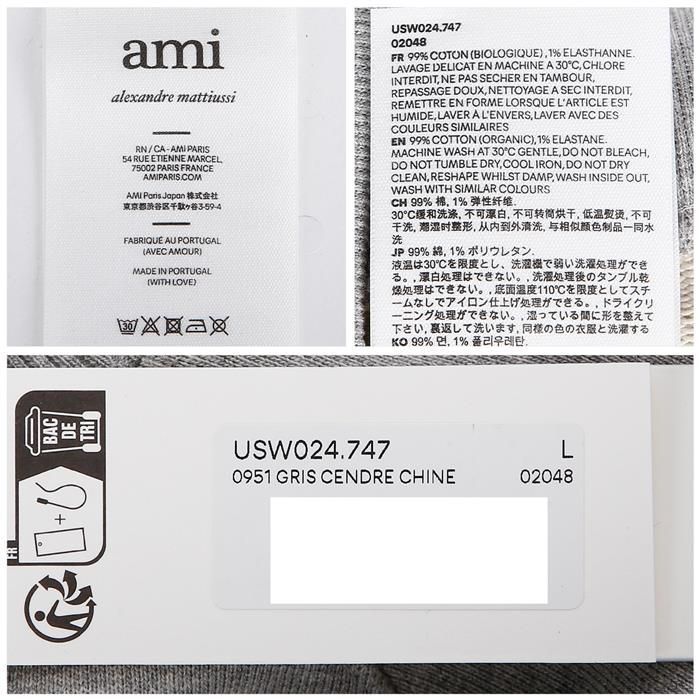 ami
alexandre mattiussi
RN / CA - AMI PARIS
54 RUE ETIENNE MARCEL,
75002 PARIS FRANCE
AMIPARIS.COM
AMI Paris Japan 株式会社
東京都渋谷区千駄ヶ谷3-59-4
FABRIQUÉ AU PORTUGAL
(AVEC AMOUR)
MADE IN PORTUGAL
(WITH LOVE)
30
USW024.747
02048
FR 99% COTON (BIOLOGIQUE), 1% ELASTHANNE.
LAVAGE DELICAT EN MACHINE A 30°C, CHLORE
INTERDIT, NE PAS SECHER EN TAMBOUR,
REPASSAGE DOUX, NETTOYAGE A SEC INTERDIT,
REMETTRE EN FORME LORSQUE L'ARTICLE EST
HUMIDE, LAVER À L'ENVERS, LAVER AVEC DES
COULEURS SIMILAIRES
EN 99% COTTON (ORGANIC), 1% ELASTANE.
MACHINE WASH AT 30°C GENTLE, DO NOT BLEACH,
DO NOT TUMBLE DRY, COOL IRON, DO NOT DRY
CLEAN, RESHAPE WHILST DAMP, WASH INSIDE OUT,
WASH WITH SIMILAR COLOURS
CH 99% 棉, 1% 弹性纤维.
30°C缓和洗涤, 不可漂白, 不可转筒烘干, 低温熨烫, 不可
干洗, 潮湿时整形, 从内到外清洗, 与相似颜色制品一同水
洗
JP 99% 綿, 1% ポリウレタン.
液温は30℃を限度とし、洗濯機で弱い洗濯処理ができ
る。, 漂白処理はできない。, 洗濯処理後のタンブル乾
燥処理はできない。, 底面温度110℃を限度としてスチ
ームなしでアイロン仕上げ処理ができる。, ドライクリ
ーニング処理ができない。, 湿っている間に形を整えて
下さい, 裏返して洗います, 同様の色の衣服と洗濯する
KO 99% 면, 1% 폴리우레탄.
BAC
DE
TRI
+
FR
USW024.747 L
0951 GRIS CENDRE CHINE 02048